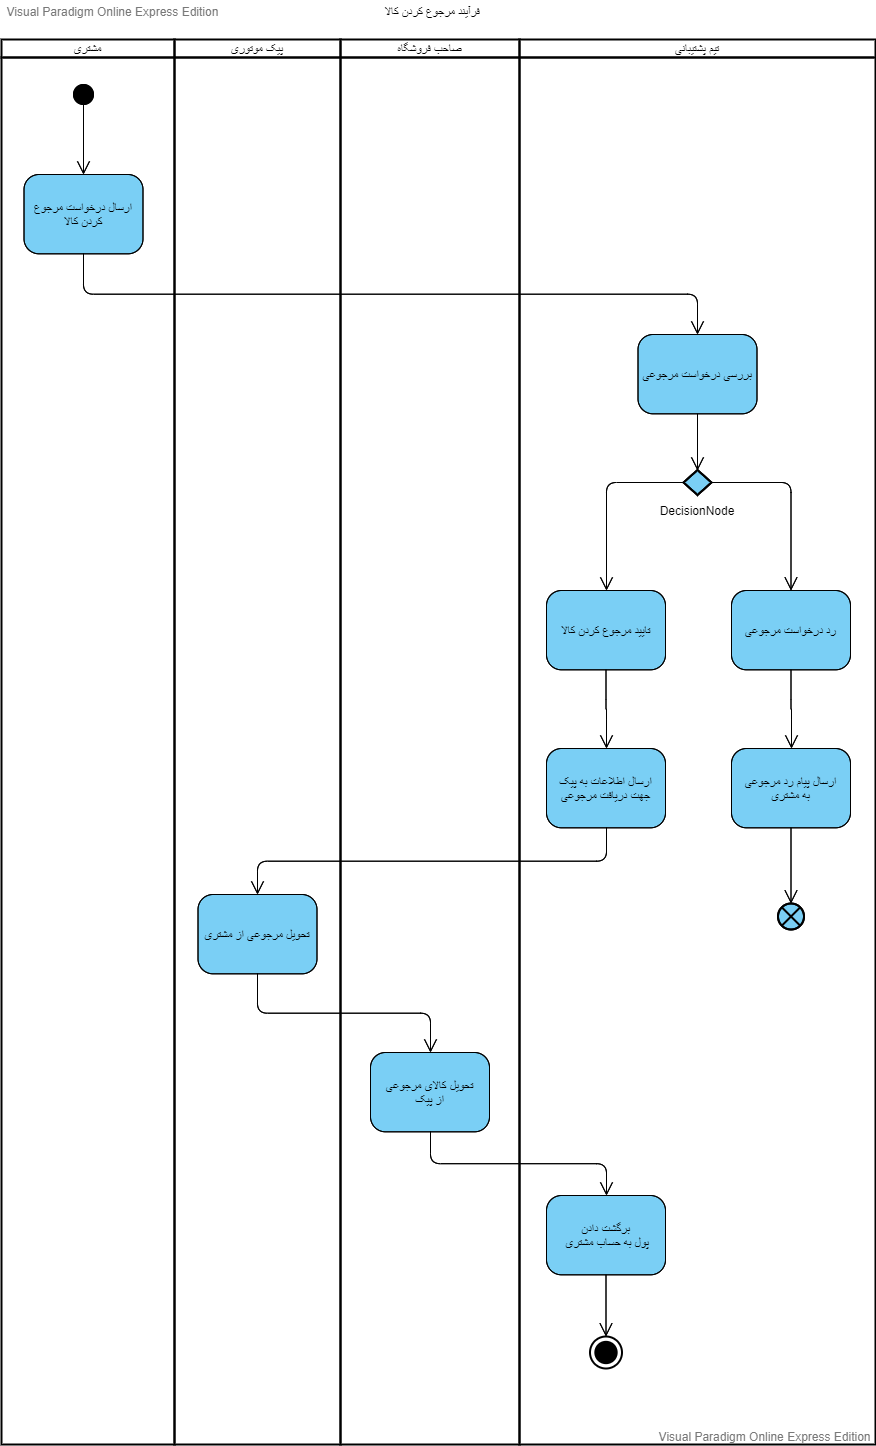 Visual Paradigm Online Express Edition
فرآیند مرجوع کردن کالا
مشتری
پیک موتوری
صاحب فروشگاه
تیم پشتیبانی
ارسال درخواست مرجوع
کردن کالا
بررسی درخواست مرجوعی
DecisionNode
تایید مرجوع کردن کالا
رد درخواست مرجوعی
ارسال اطلاعات به پیک
جهت دریافت مرجوعی
ارسال پیام رد مرجوعی
به مشتری
تحویل مرجوعی از مشتری
تحویل کالای مرجوعی
از پیک
برگشت دادن
پول به حساب مشتری
Visual Paradigm Online Express Edition